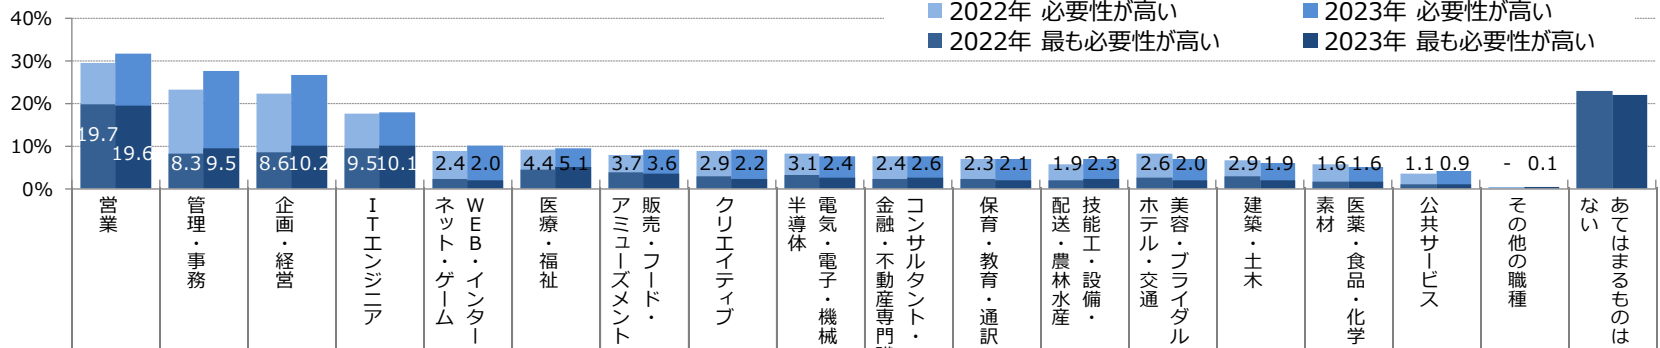 2022年 必要性が高い
2023年 必要性が高い
2022年 最も必要性が高い
2023年 最も必要性が高い
40%
30%
20%
10%
0%
19.7
19.6
8.3
9.5
8.6
10.2
9.5
10.1
2.4
2.0
4.4
5.1
3.7
3.6
2.9
2.2
3.1
2.4
2.4
2.6
2.3
2.1
1.9
2.3
2.6
2.0
2.9
1.9
1.6
1.6
1.1
0.9
-
0.1
営業
管理・事務
企画・経営
ITエンジニア
WEB・インター
ネット・ゲーム
医療・福祉
販売・フード・
アミューズメント
クリエイティブ
電気・電子・機械
半導体
コンサルタント・
金融・不動産専門職
保育・教育・通訳
技能工・設備・
配送・農林水産
美容・ブライダル
ホテル・交通
建築・土木
医薬・食品・化学
素材
公共サービス
その他の職種
あてはまるものは
ない